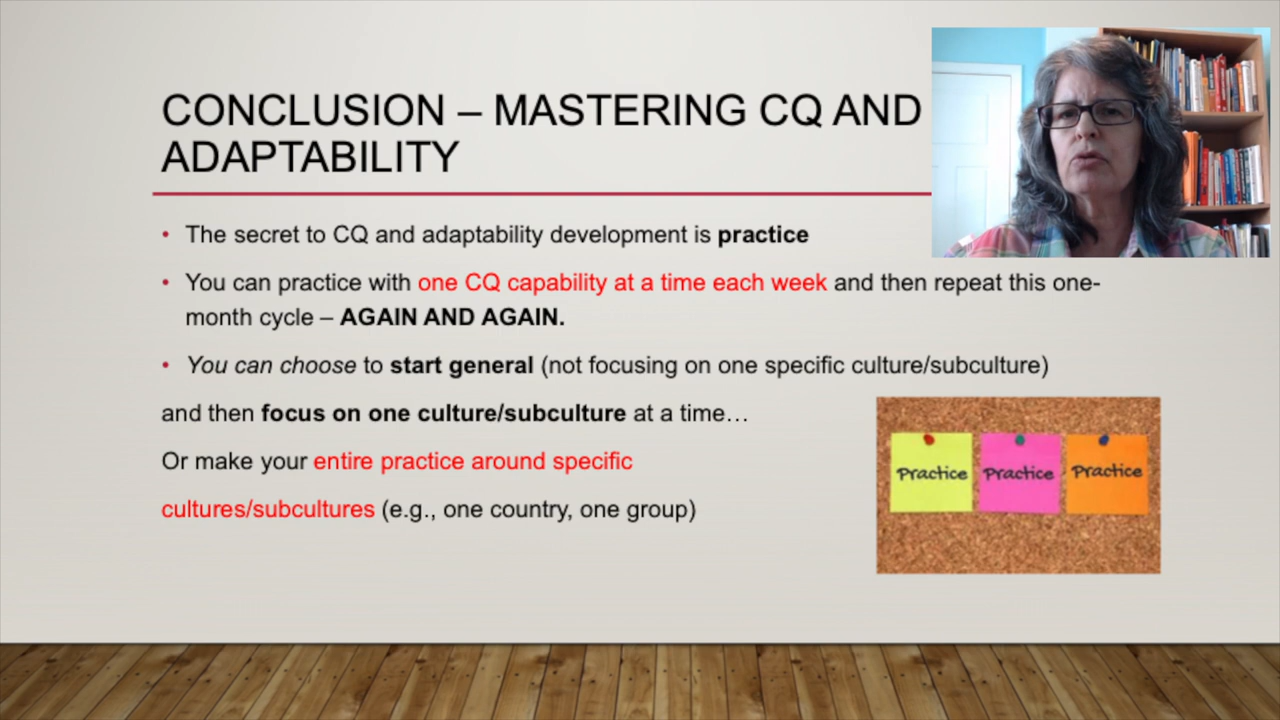 CONCLUSION – MASTERING CQ AND
ADAPTABILITY
• The secret to CQ and adaptability development is practice
• You can practice with one CQ capability at a time each week and then repeat this one-
month cycle – AGAIN AND AGAIN.
• You can choose to start general (not focusing on one specific culture/subculture)
and then focus on one culture/subculture at a time…
Or make your entire practice around specific
cultures/subcultures (e.g., one country, one group)
Practice Practice Practice